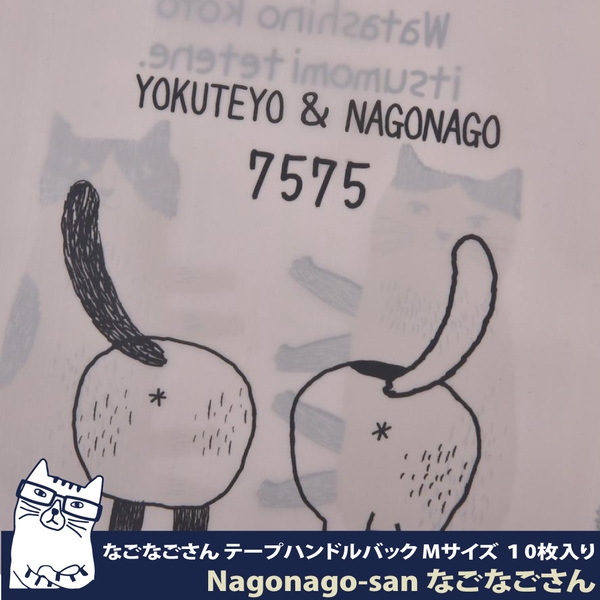 Watashino koto
itsumomi tetene.
YOKUTEYO & NAGONAGO
7575
なごなごさん テープハンドルバック Mサイズ １０枚入り
Nagonago-san なごなごさん